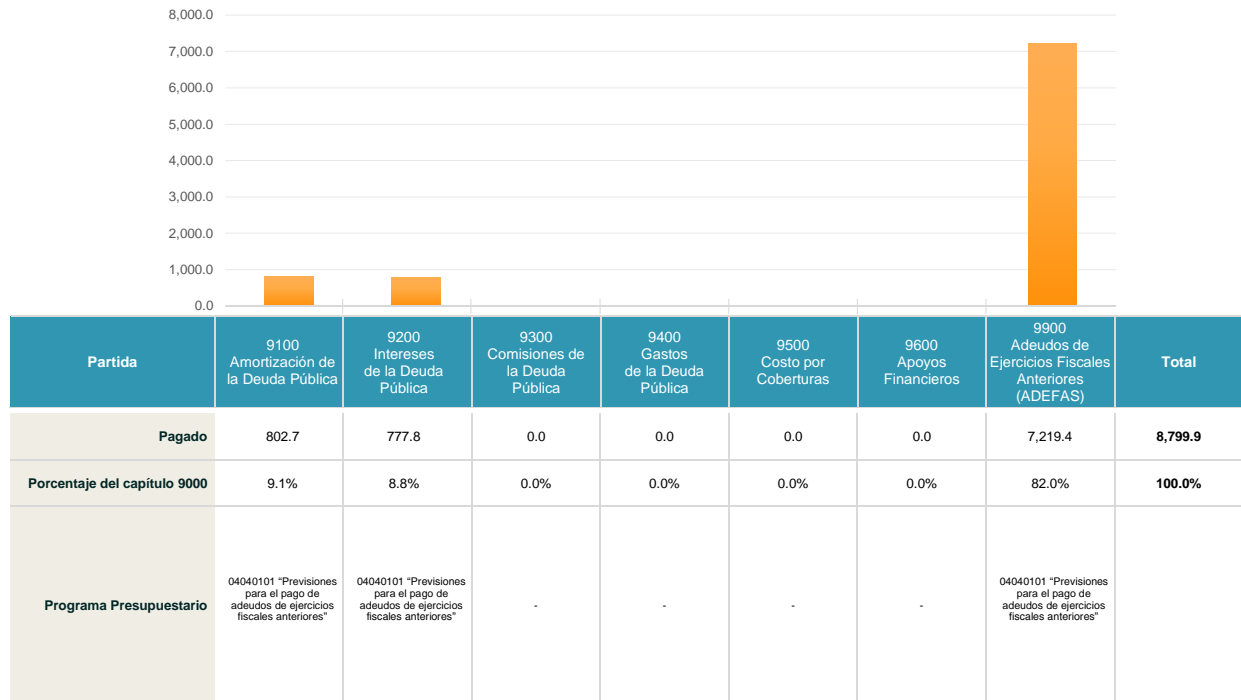 8,000.0
7,000.0
6,000.0
5,000.0
4,000.0
3,000.0
2,000.0
1,000.0
0.0
Partida
9100
Amortización de
la Deuda Pública
9200
Intereses
de la Deuda
Pública
9300
Comisiones de
la Deuda
Pública
9400
Gastos
de la Deuda
Pública
9500
Costo por
Coberturas
9600
Apoyos
Financieros
9900
Adeudos de
Ejercicios Fiscales
Anteriores
(ADEFAS)
Total
Pagado 802.7 777.8 0.0 0.0 0.0 0.0 7,219.4 8,799.9
Porcentaje del capítulo 9000 9.1% 8.8% 0.0% 0.0% 0.0% 0.0% 82.0% 100.0%
Programa Presupuestario
04040101 “Previsiones
para el pago de
adeudos de ejercicios
fiscales anteriores”
04040101 “Previsiones
para el pago de
adeudos de ejercicios
fiscales anteriores”
- - - -
04040101 “Previsiones
para el pago de
adeudos de ejercicios
fiscales anteriores”